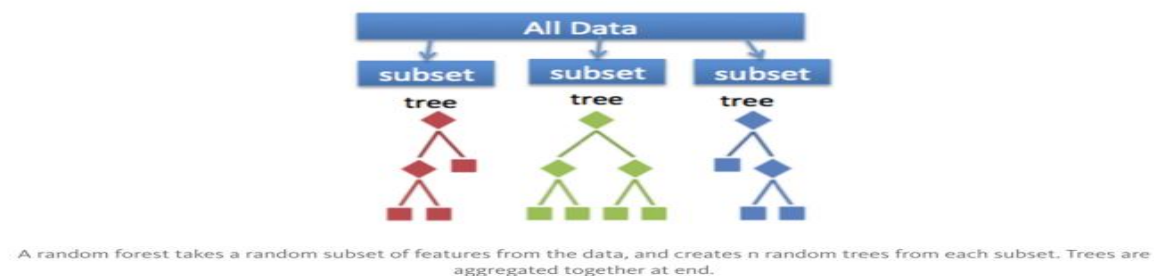 All Data
subset subset subset
tree tree tree
A random forest takes a random subset of features from the data, and creates n random trees from each subset. Trees are
aggregated together at end.